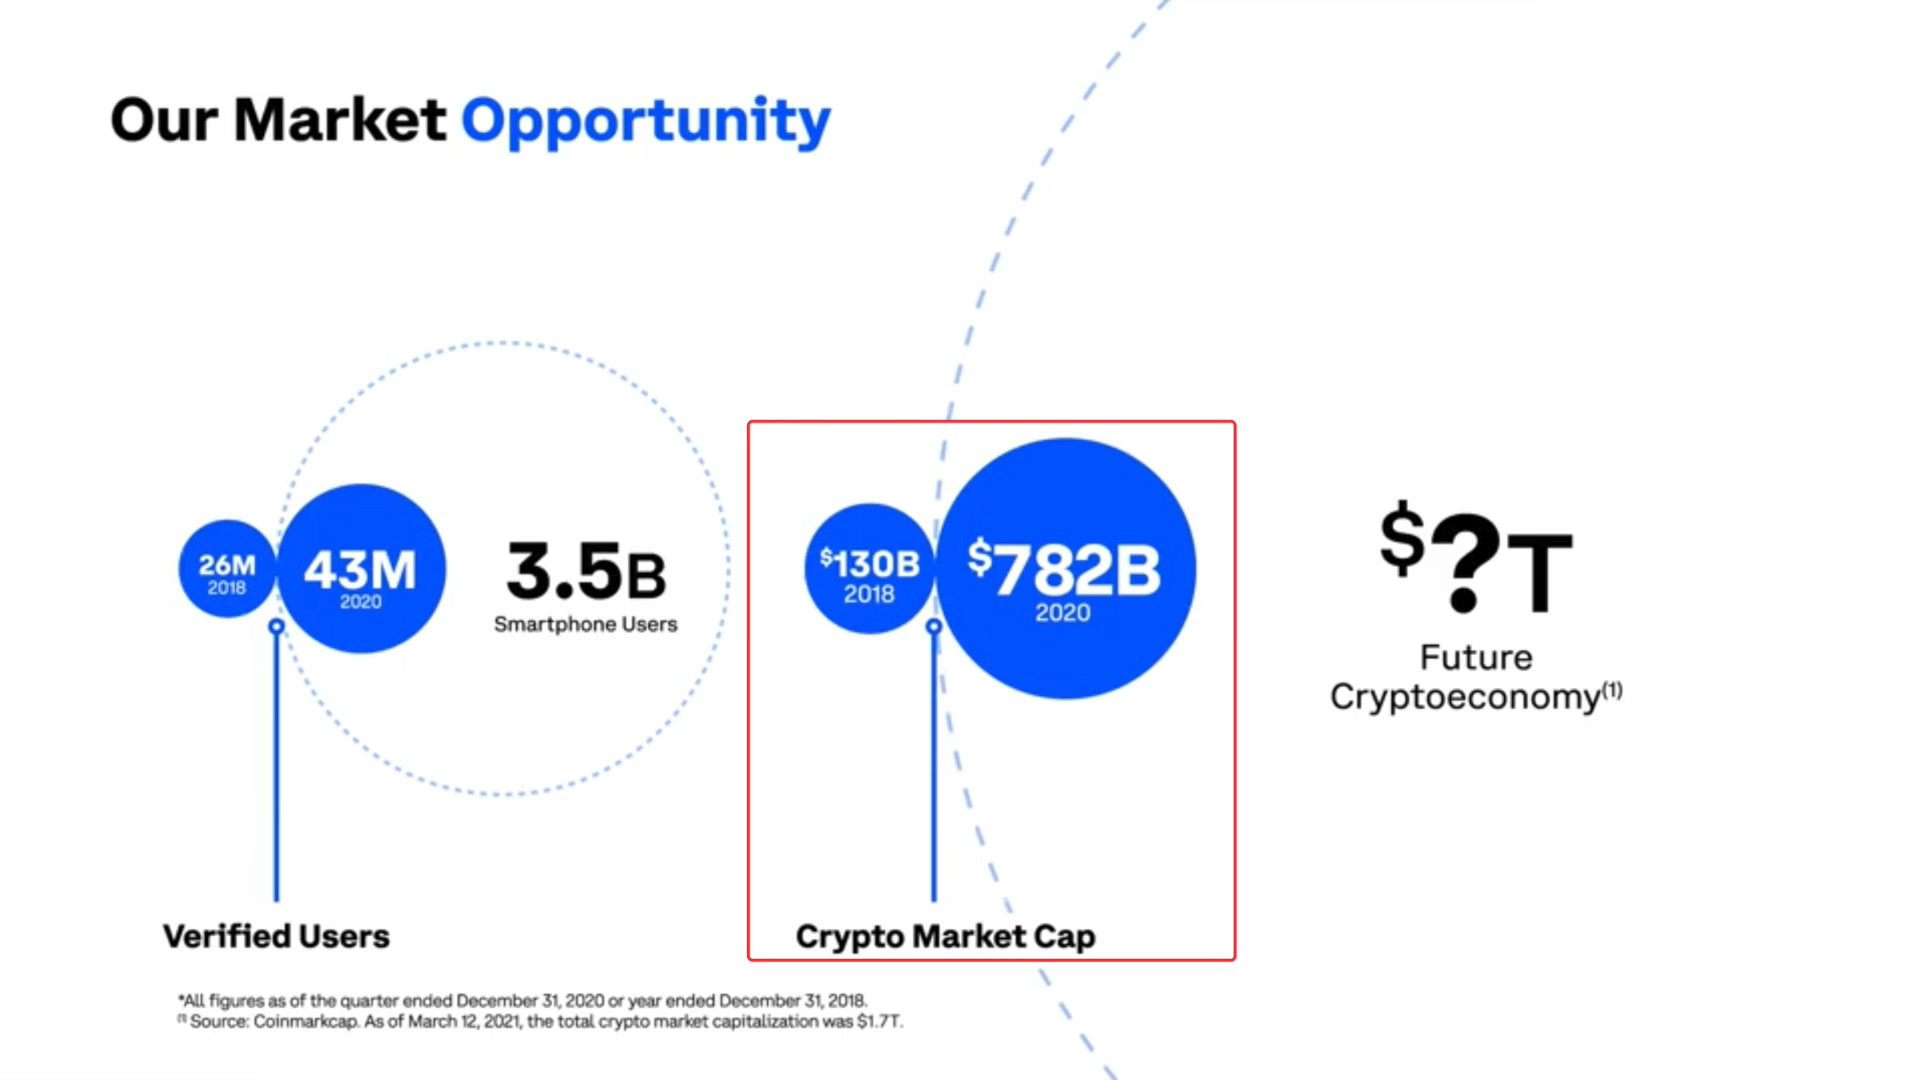 Our Market Opportunity
26M
2018
43M
2020
3.5B
Smartphone Users
$130B
2018
$782B
2020
$?T
Future
Cryptoeconomy(1)
Verified Users
Crypto Market Cap
*All figures as of the quarter ended December 31, 2020 or year ended December 31, 2018.
(1) Source: Coinmarkcap. As of March 12, 2021, the total crypto market capitalization was $1.7T.